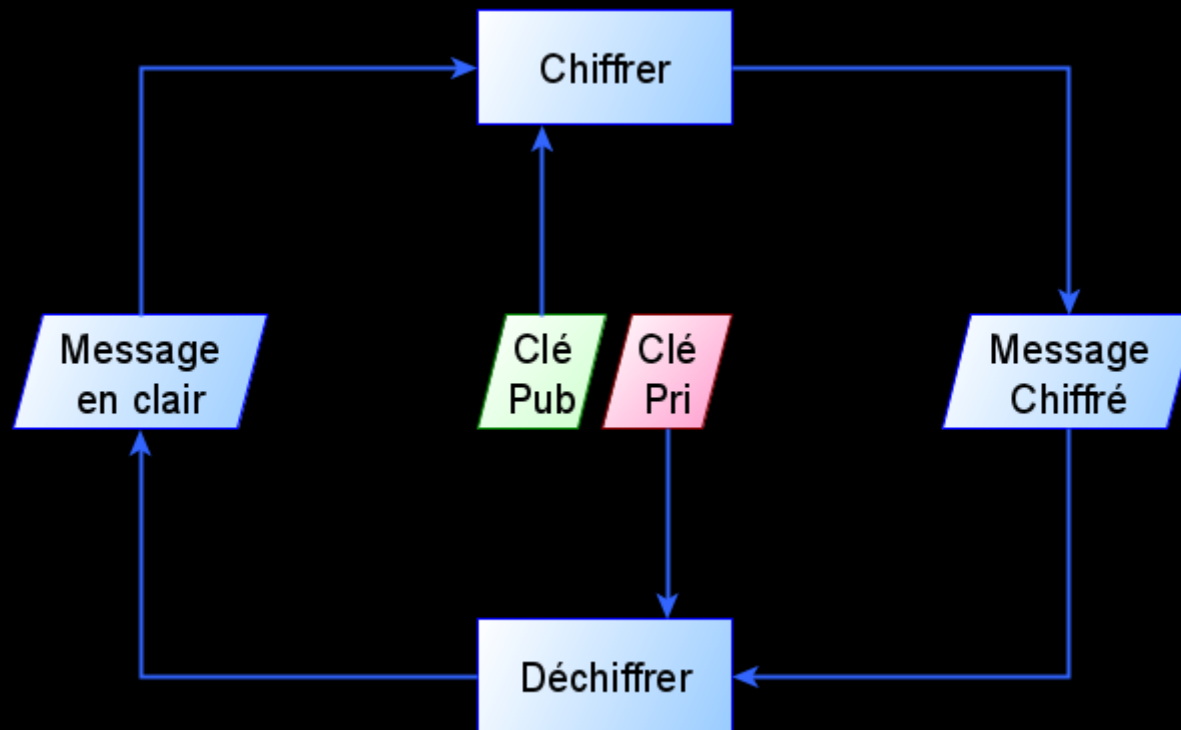 Chiffrer
Message
en clair
Clé
Pub
Clé
Pri
Message
Chiffré
Déchiffrer